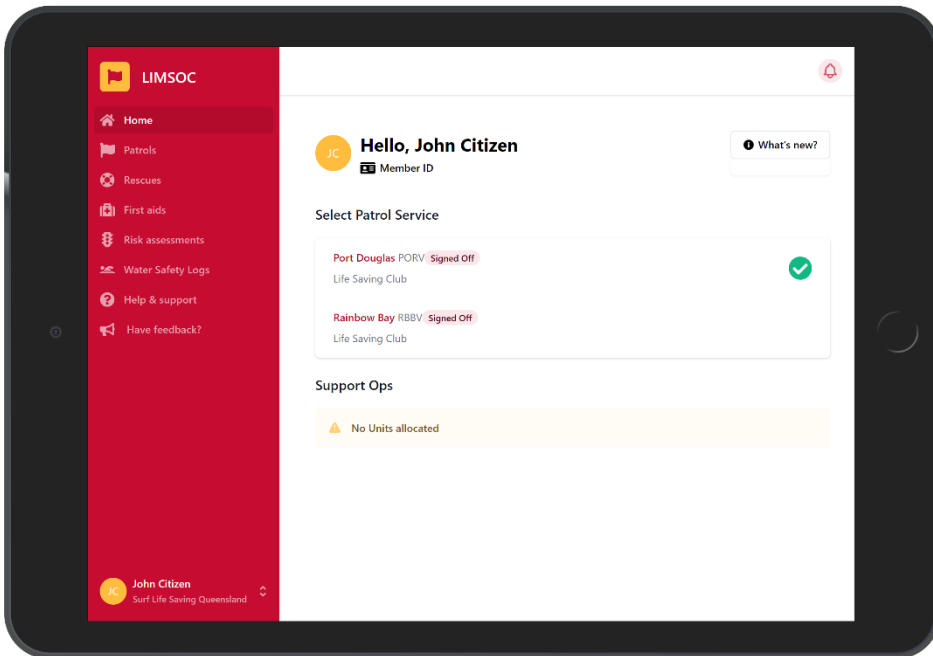 LIMSOC
Home
Patrols
Rescues
First aids
Risk assessments
Water Safety Logs
Help & support
Have feedback?
JC
John Citizen
Surf Life Saving Queensland
JC
Hello, John Citizen
Member ID
What's new?
Select Patrol Service
Port Douglas PORV Signed Off
Life Saving Club
Rainbow Bay RBBV Signed Off
Life Saving Club
Support Ops
No Units allocated